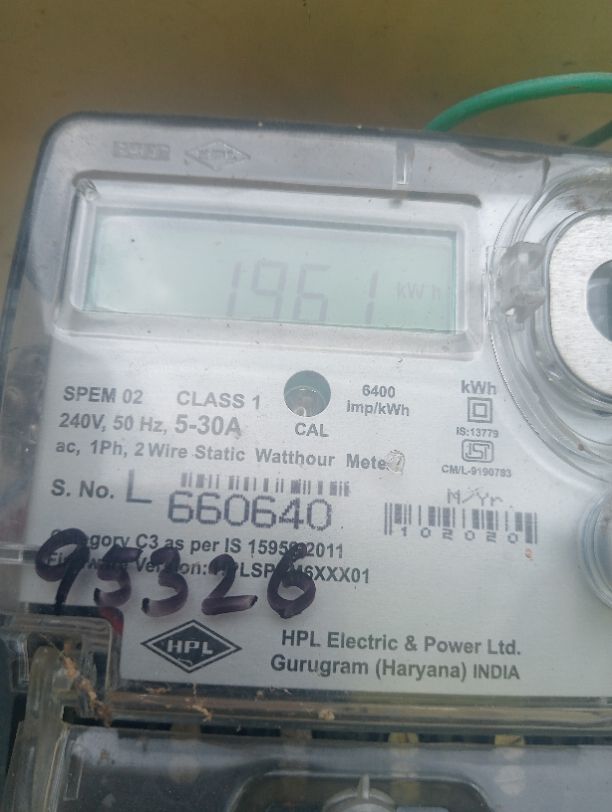 HPL
1961 kWh
SPEM 02 CLASS 1
CAL
6400
imp/kWh
kWh
IS:13779
CM/L-9190783
240V, 50 Hz, 5-30A
ac, 1Ph, 2 Wire Static Watthour Meter
S. No. L 660640
M/Yr.
102020
Category C3 as per IS 15959:2011
95326
HPL
HPL Electric & Power Ltd.
Gurugram (Haryana) INDIA